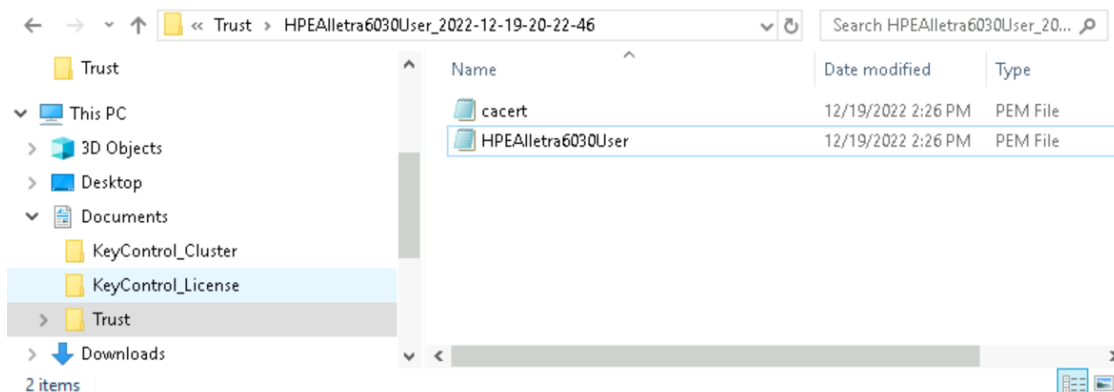 « Trust > HPEAlletra6030User_2022-12-19-20-22-46
Search HPEAlletra6030User_20...
Trust
This PC
3D Objects
Desktop
Documents
KeyControl_Cluster
KeyControl_License
Trust
Downloads
Name Date modified Type
cacert 12/19/2022 2:26 PM PEM File
HPEAlletra6030User 12/19/2022 2:26 PM PEM File
2 items